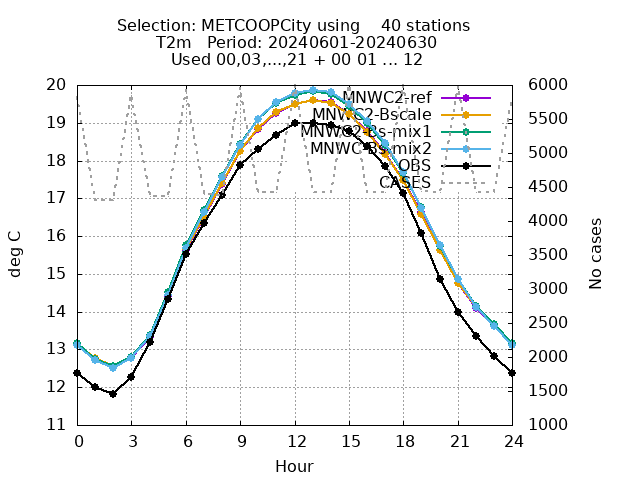 Selection: METCOOPCity using 40 stations
T2m Period: 20240601-20240630
Used 00,03,...,21 + 00 01 ... 12
20
19
18
17
16
15
14
13
12
11
deg C
6000
5500
5000
4500
4000
3500
3000
2500
2000
1500
1000
No cases
MNWC2-ref
MNWC2-Bscale
MNWC2-Bs-mix1
MNWC-Bs-mix2
OBS
CASES
0 3 6 9 12 15 18 21 24
Hour